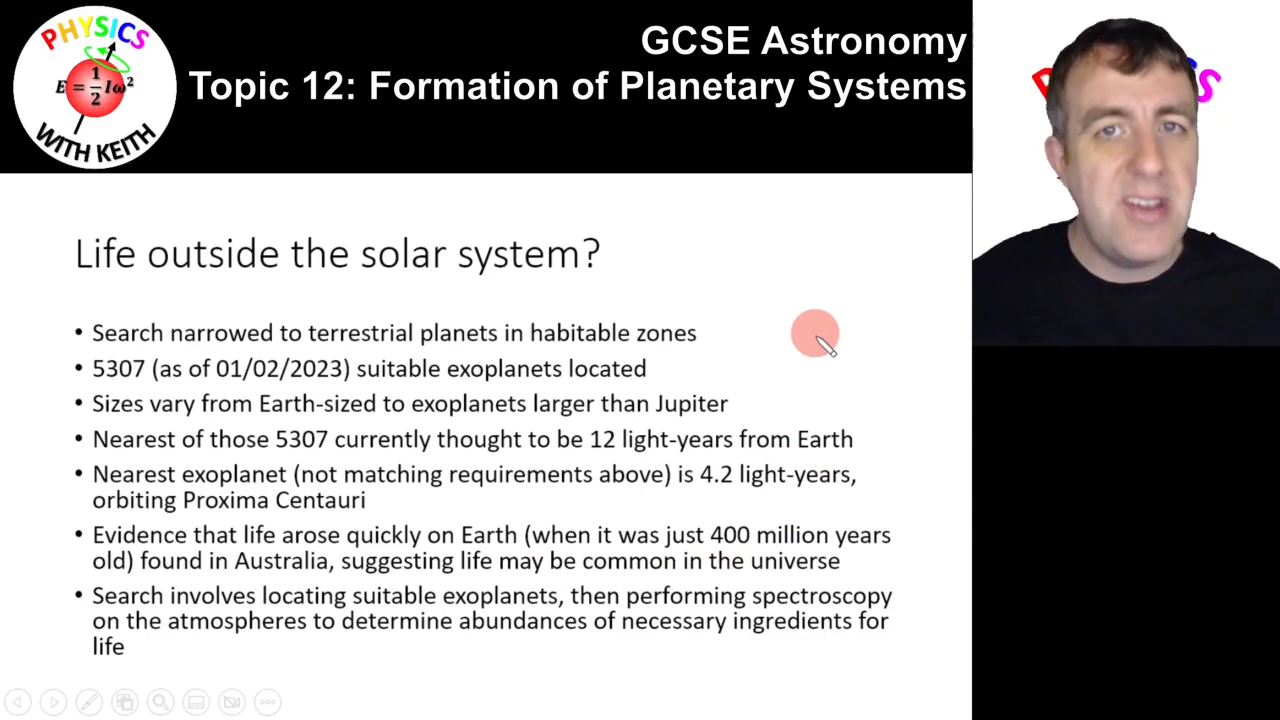 PHYSICS
E = 1/2 Iω²
WITH KEITH
GCSE Astronomy
Topic 12: Formation of Planetary Systems
Life outside the solar system?
• Search narrowed to terrestrial planets in habitable zones
• 5307 (as of 01/02/2023) suitable exoplanets located
• Sizes vary from Earth-sized to exoplanets larger than Jupiter
• Nearest of those 5307 currently thought to be 12 light-years from Earth
• Nearest exoplanet (not matching requirements above) is 4.2 light-years,
orbiting Proxima Centauri
• Evidence that life arose quickly on Earth (when it was just 400 million years
old) found in Australia, suggesting life may be common in the universe
• Search involves locating suitable exoplanets, then performing spectroscopy
on the atmospheres to determine abundances of necessary ingredients for
life